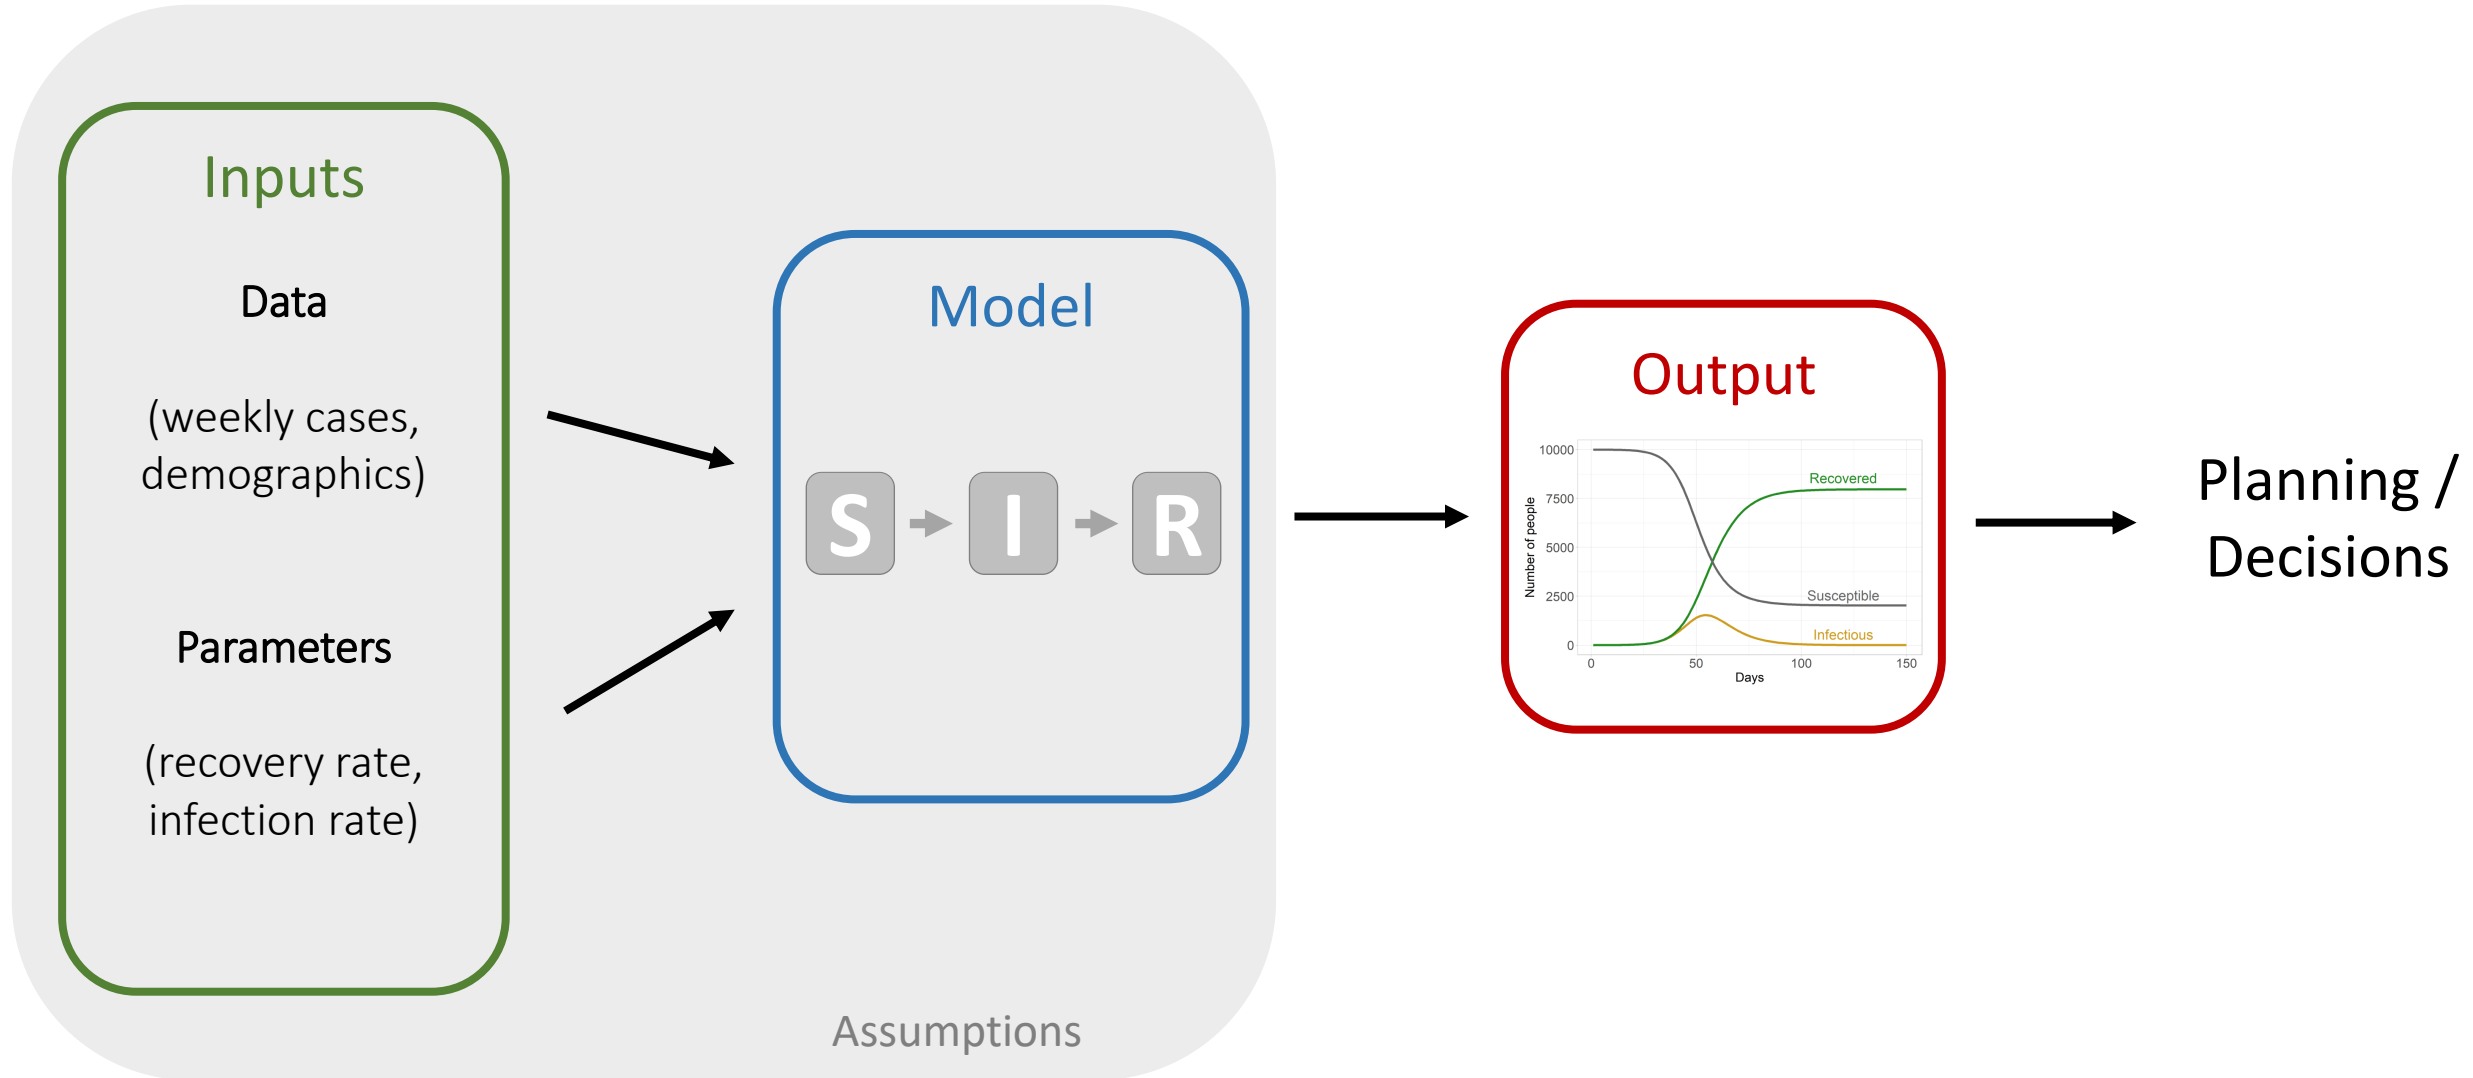 Inputs
Data
(weekly cases,
demographics)
Parameters
(recovery rate,
infection rate)
Model
S
I
R
Assumptions
Output
10000
7500
5000
2500
0
Number of people
Recovered
Susceptible
Infectious
0
50
100
150
Days
Planning /
Decisions